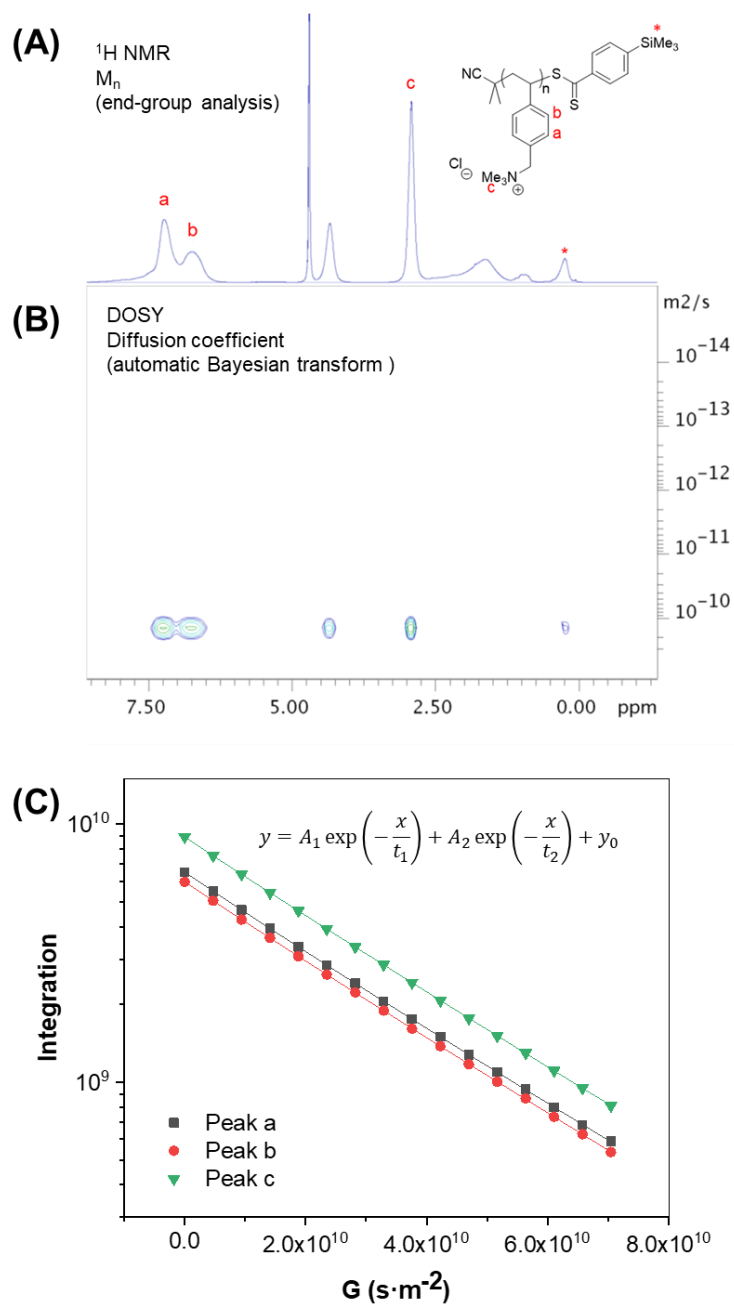 (A)
¹H NMR
Mₙ
(end-group analysis)
*
SiMe₃
NC
S
n
S
b
a
Cl
⊖
Me₃N
⊕
c
c
a
b
*
(B)
DOSY
Diffusion coefficient
(automatic Bayesian transform )
m2/s
10⁻¹⁴
10⁻¹³
10⁻¹²
10⁻¹¹
10⁻¹⁰
7.50 5.00 2.50 0.00 ppm
(C)
y = A₁ exp(−x/t₁) + A₂ exp(−x/t₂) + y₀
10¹⁰
10⁹
Integration
Peak a
Peak b
Peak c
0.0 2.0x10¹⁰ 4.0x10¹⁰ 6.0x10¹⁰ 8.0x10¹⁰
G (s·m⁻²)